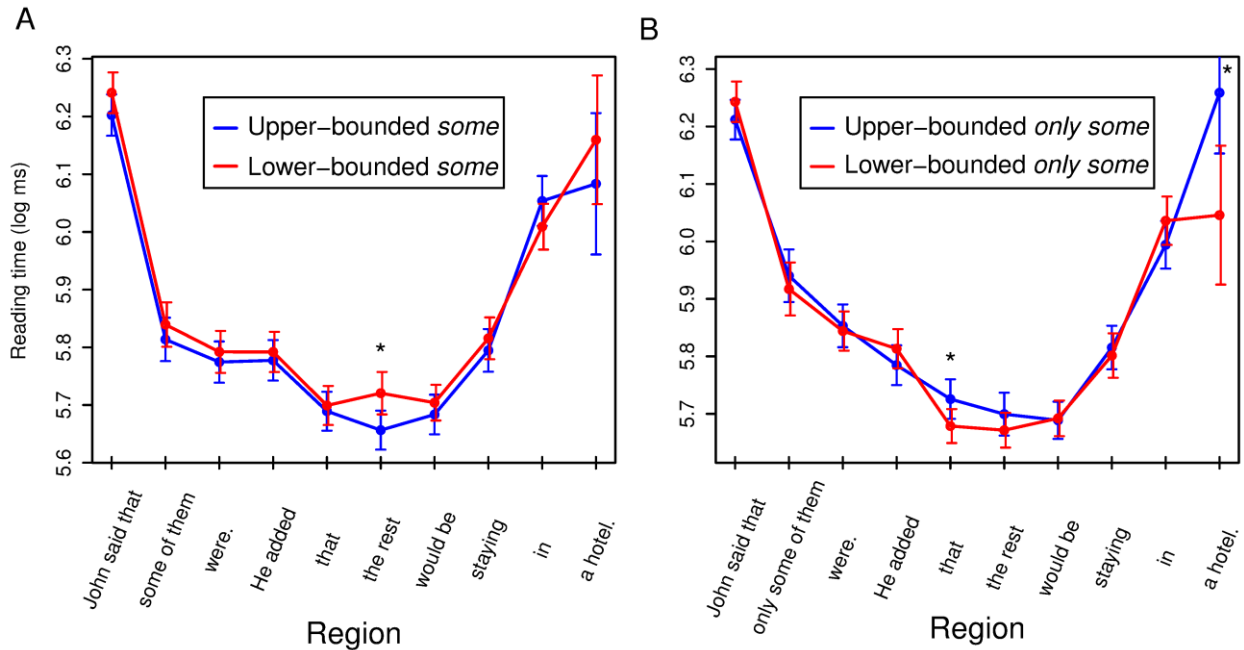 A
Reading time (log ms)
6.3
6.2
6.1
6.0
5.9
5.8
5.7
5.6
Upper-bounded some
Lower-bounded some
*
John said that
some of them
were.
He added
that
the rest
would be
staying
in
a hotel.
Region
B
6.3
6.2
6.1
6.0
5.9
5.8
5.7
Upper-bounded only some
Lower-bounded only some
*
*
John said that
only some of them
were.
He added
that
the rest
would be
staying
in
a hotel.
Region